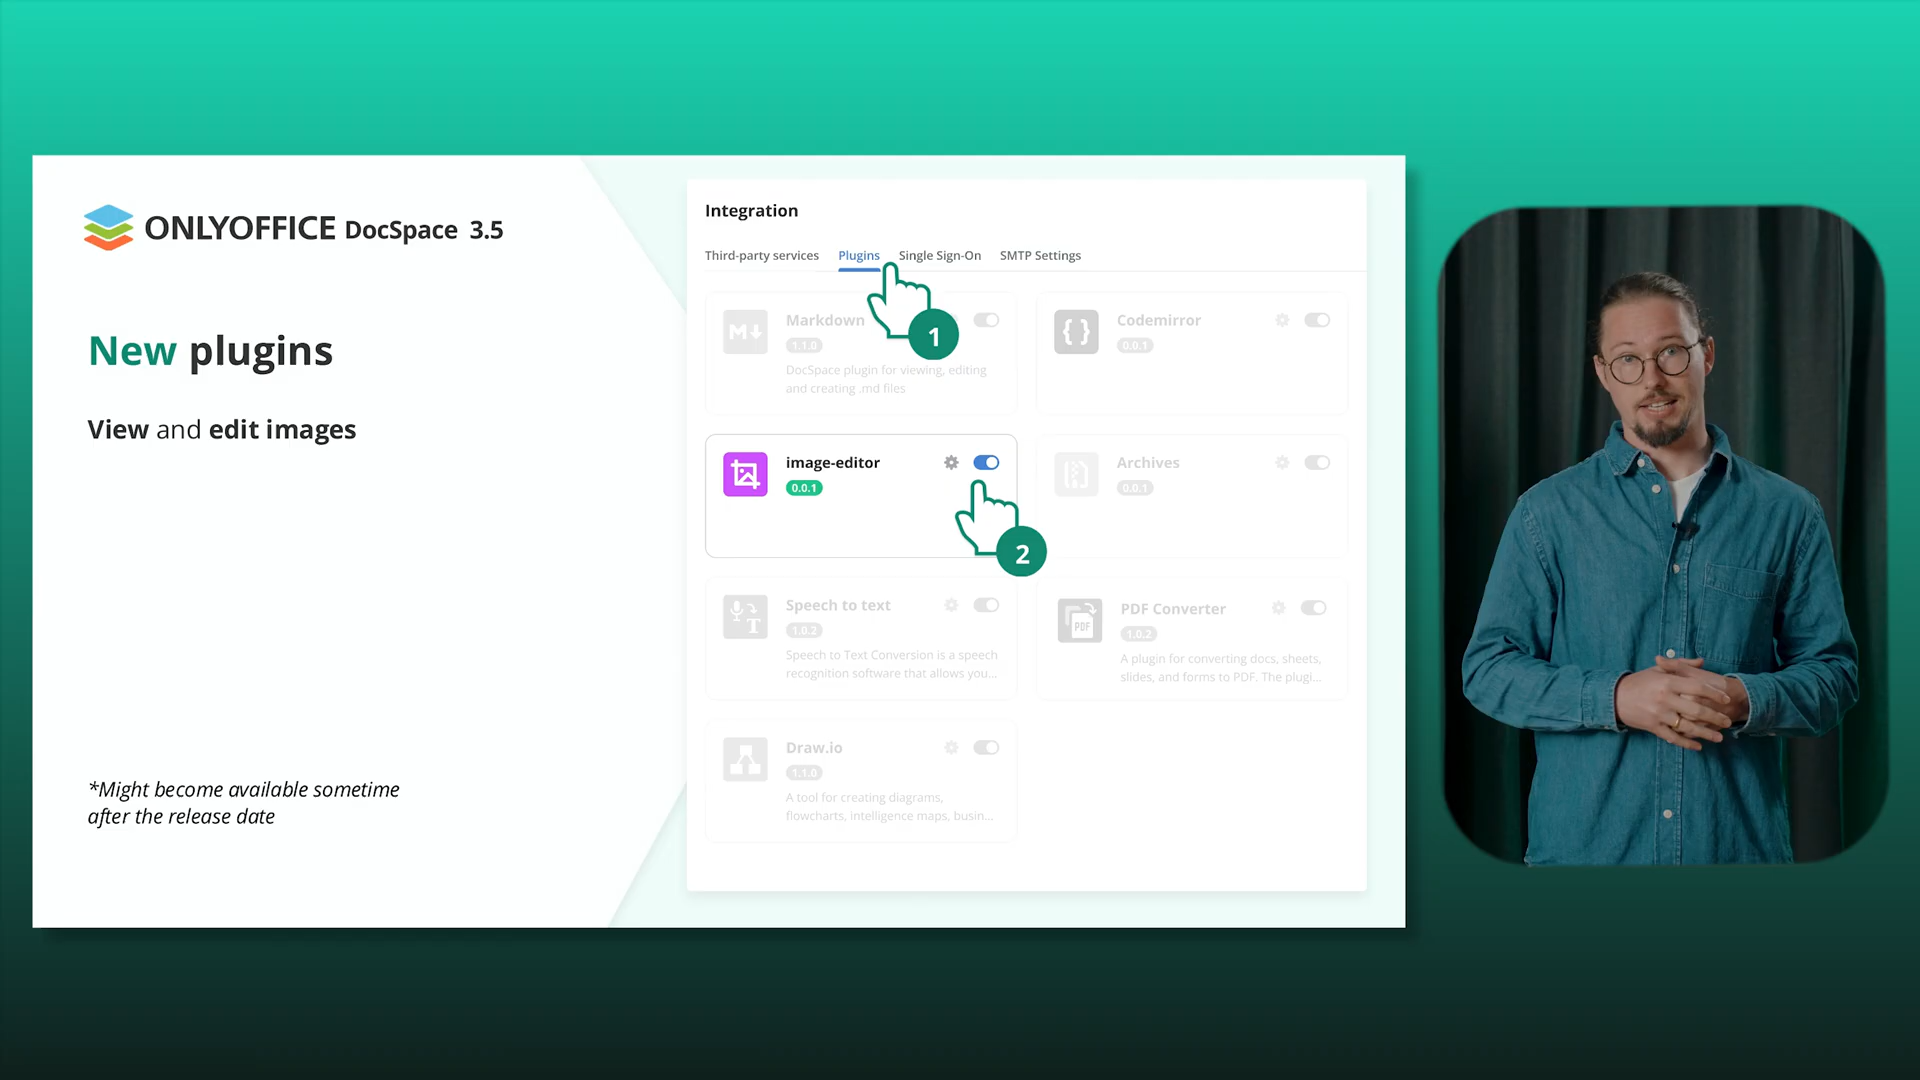 ONLYOFFICE DocSpace 3.5
New plugins
View and edit images
*Might become available sometime
after the release date
Integration
Third-party services Plugins Single Sign-On SMTP Settings
1
Markdown
1.1.0
DocSpace plugin for viewing, editing
and creating .md files
Codemirror
0.0.1
image-editor
0.0.1
2
Archives
0.0.1
Speech to text
1.0.2
Speech to Text Conversion is a speech
recognition software that allows you...
PDF
PDF Converter
1.0.2
A plugin for converting docs, sheets,
slides, and forms to PDF. The plugi...
Draw.io
1.1.0
A tool for creating diagrams,
flowcharts, intelligence maps, busin...